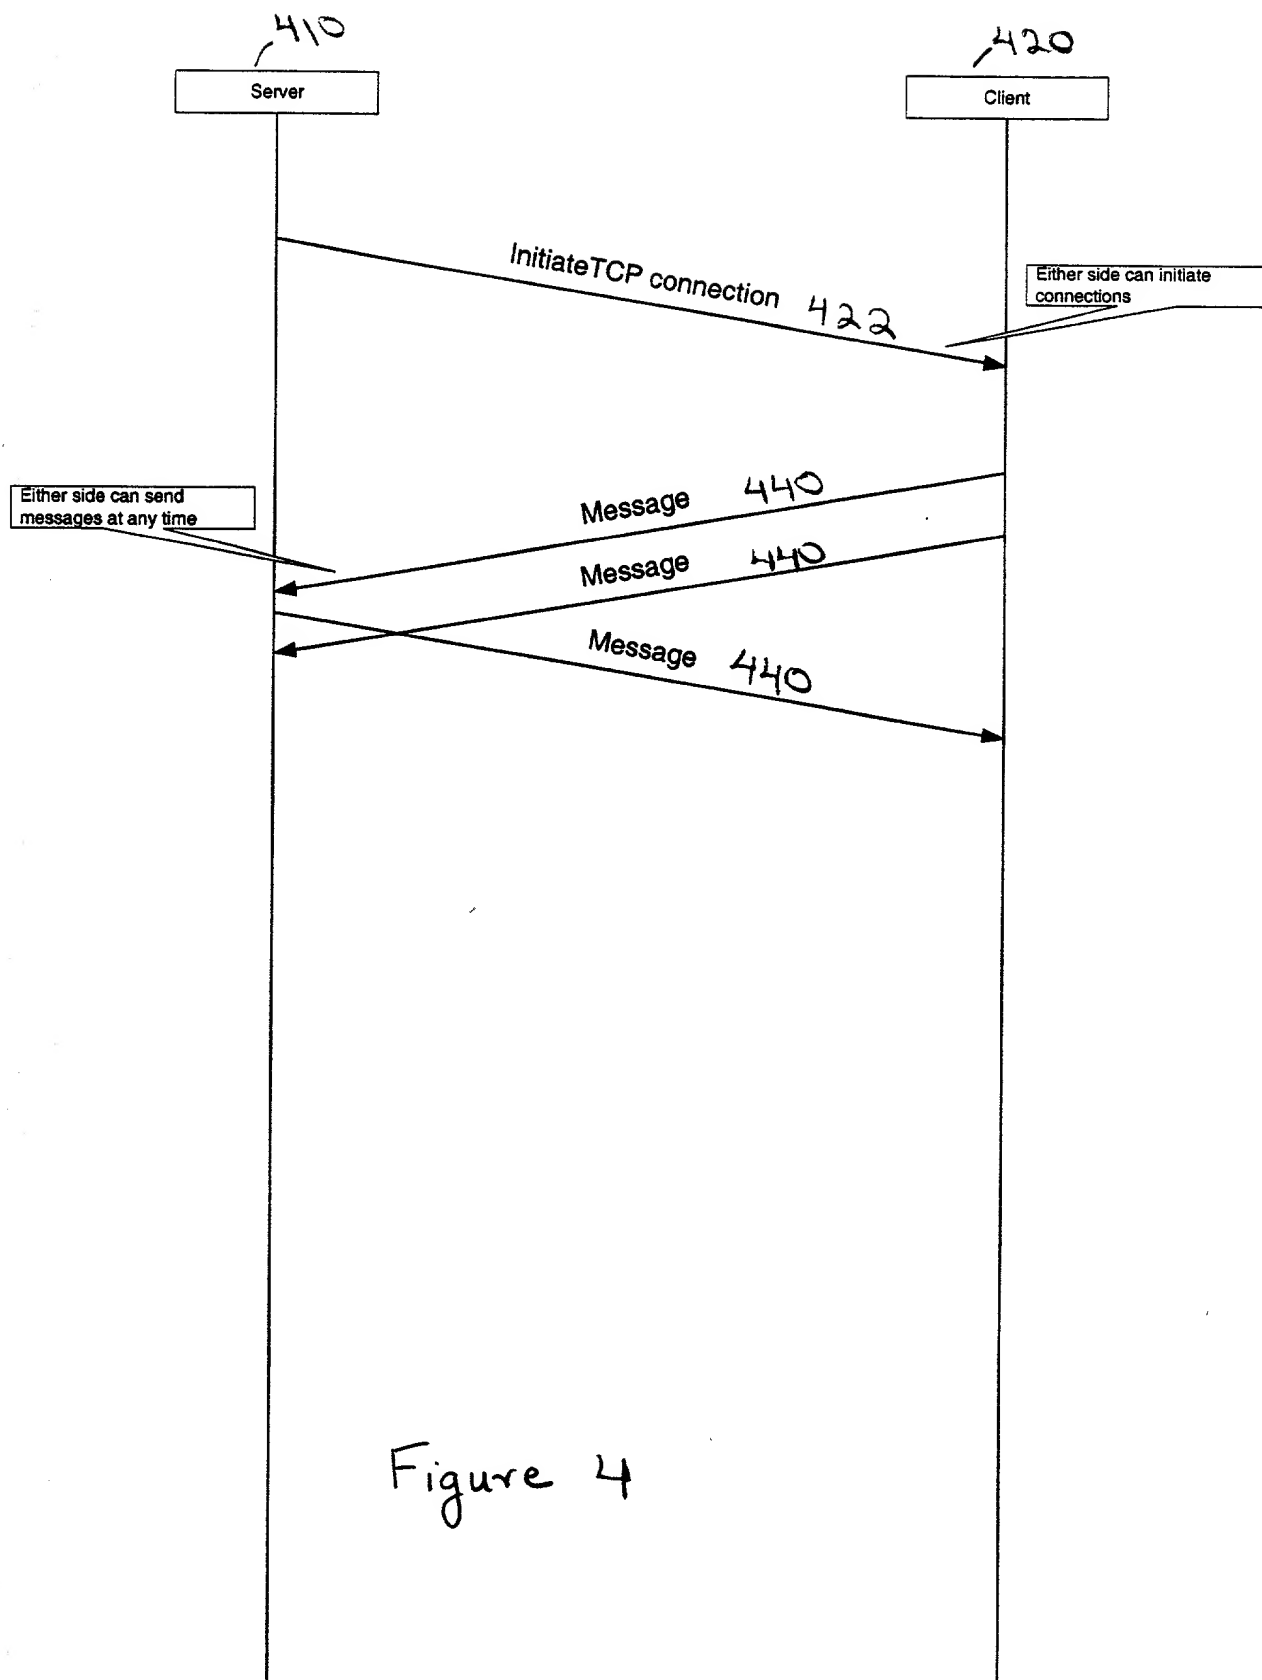 410
420
Server
Client
InitiateTCP connection 422
Either side can initiate
connections
Either side can send
messages at any time
Message 440
Message 440
Message 440
Figure 4